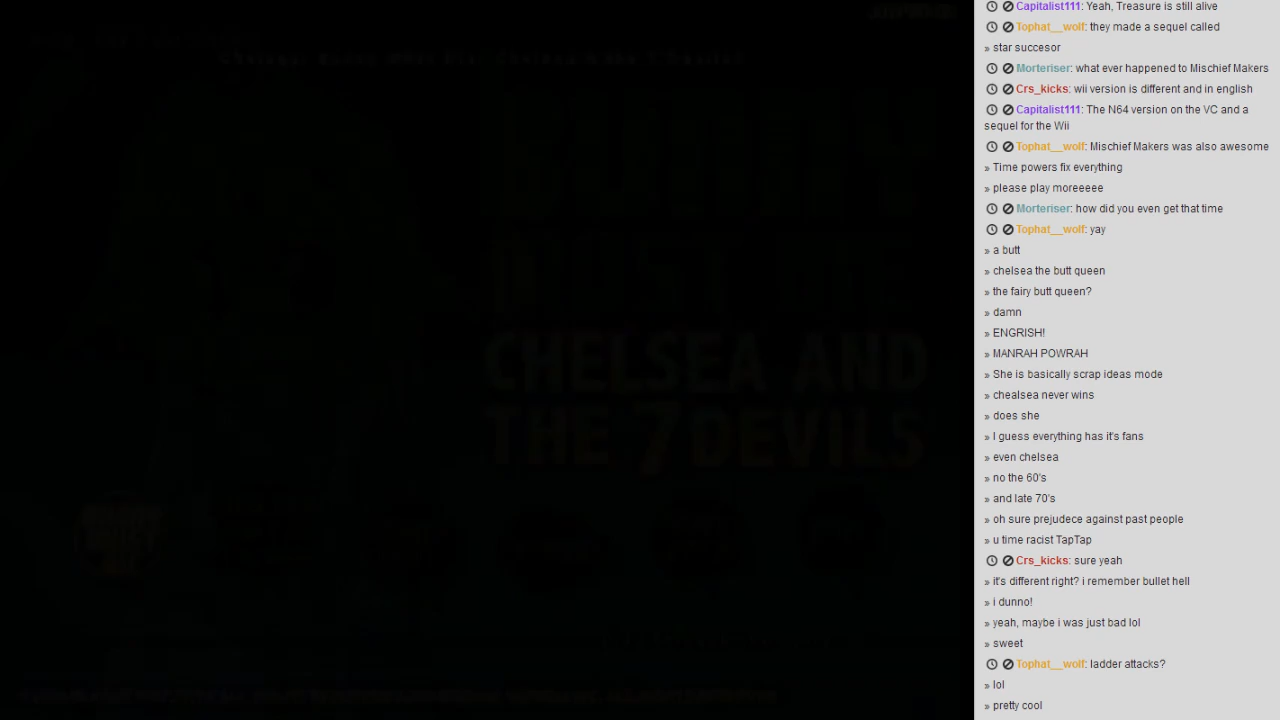 CHELSEA AND
THE 7 DEVILS
Capitalist111: Yeah, Treasure is still alive
Tophat__wolf: they made a sequel called
» star succesor
Morteriser: what ever happened to Mischief Makers
Crs_kicks: wii version is different and in english
Capitalist111: The N64 version on the VC and a
sequel for the Wii
Tophat__wolf: Mischief Makers was also awesome
» Time powers fix everything
» please play moreeeee
Morteriser: how did you even get that time
Tophat__wolf: yay
» a butt
» chelsea the butt queen
» the fairy butt queen?
» damn
» ENGRISH!
» MANRAH POWRAH
» She is basically scrap ideas mode
» chealsea never wins
» does she
» I guess everything has it's fans
» even chelsea
» no the 60's
» and late 70's
» oh sure prejudece against past people
» u time racist TapTap
Crs_kicks: sure yeah
» it's different right? i remember bullet hell
» i dunno!
» yeah, maybe i was just bad lol
» sweet
Tophat__wolf: ladder attacks?
» lol
» pretty cool